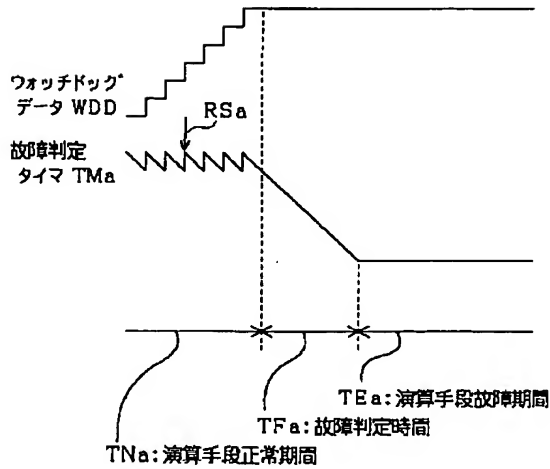 ウォッチドッグ
データ WDD
RSa
故障判定
タイマ TMa
TEa:演算手段故障期間
TFa:故障判定時間
TNa:演算手段正常期間